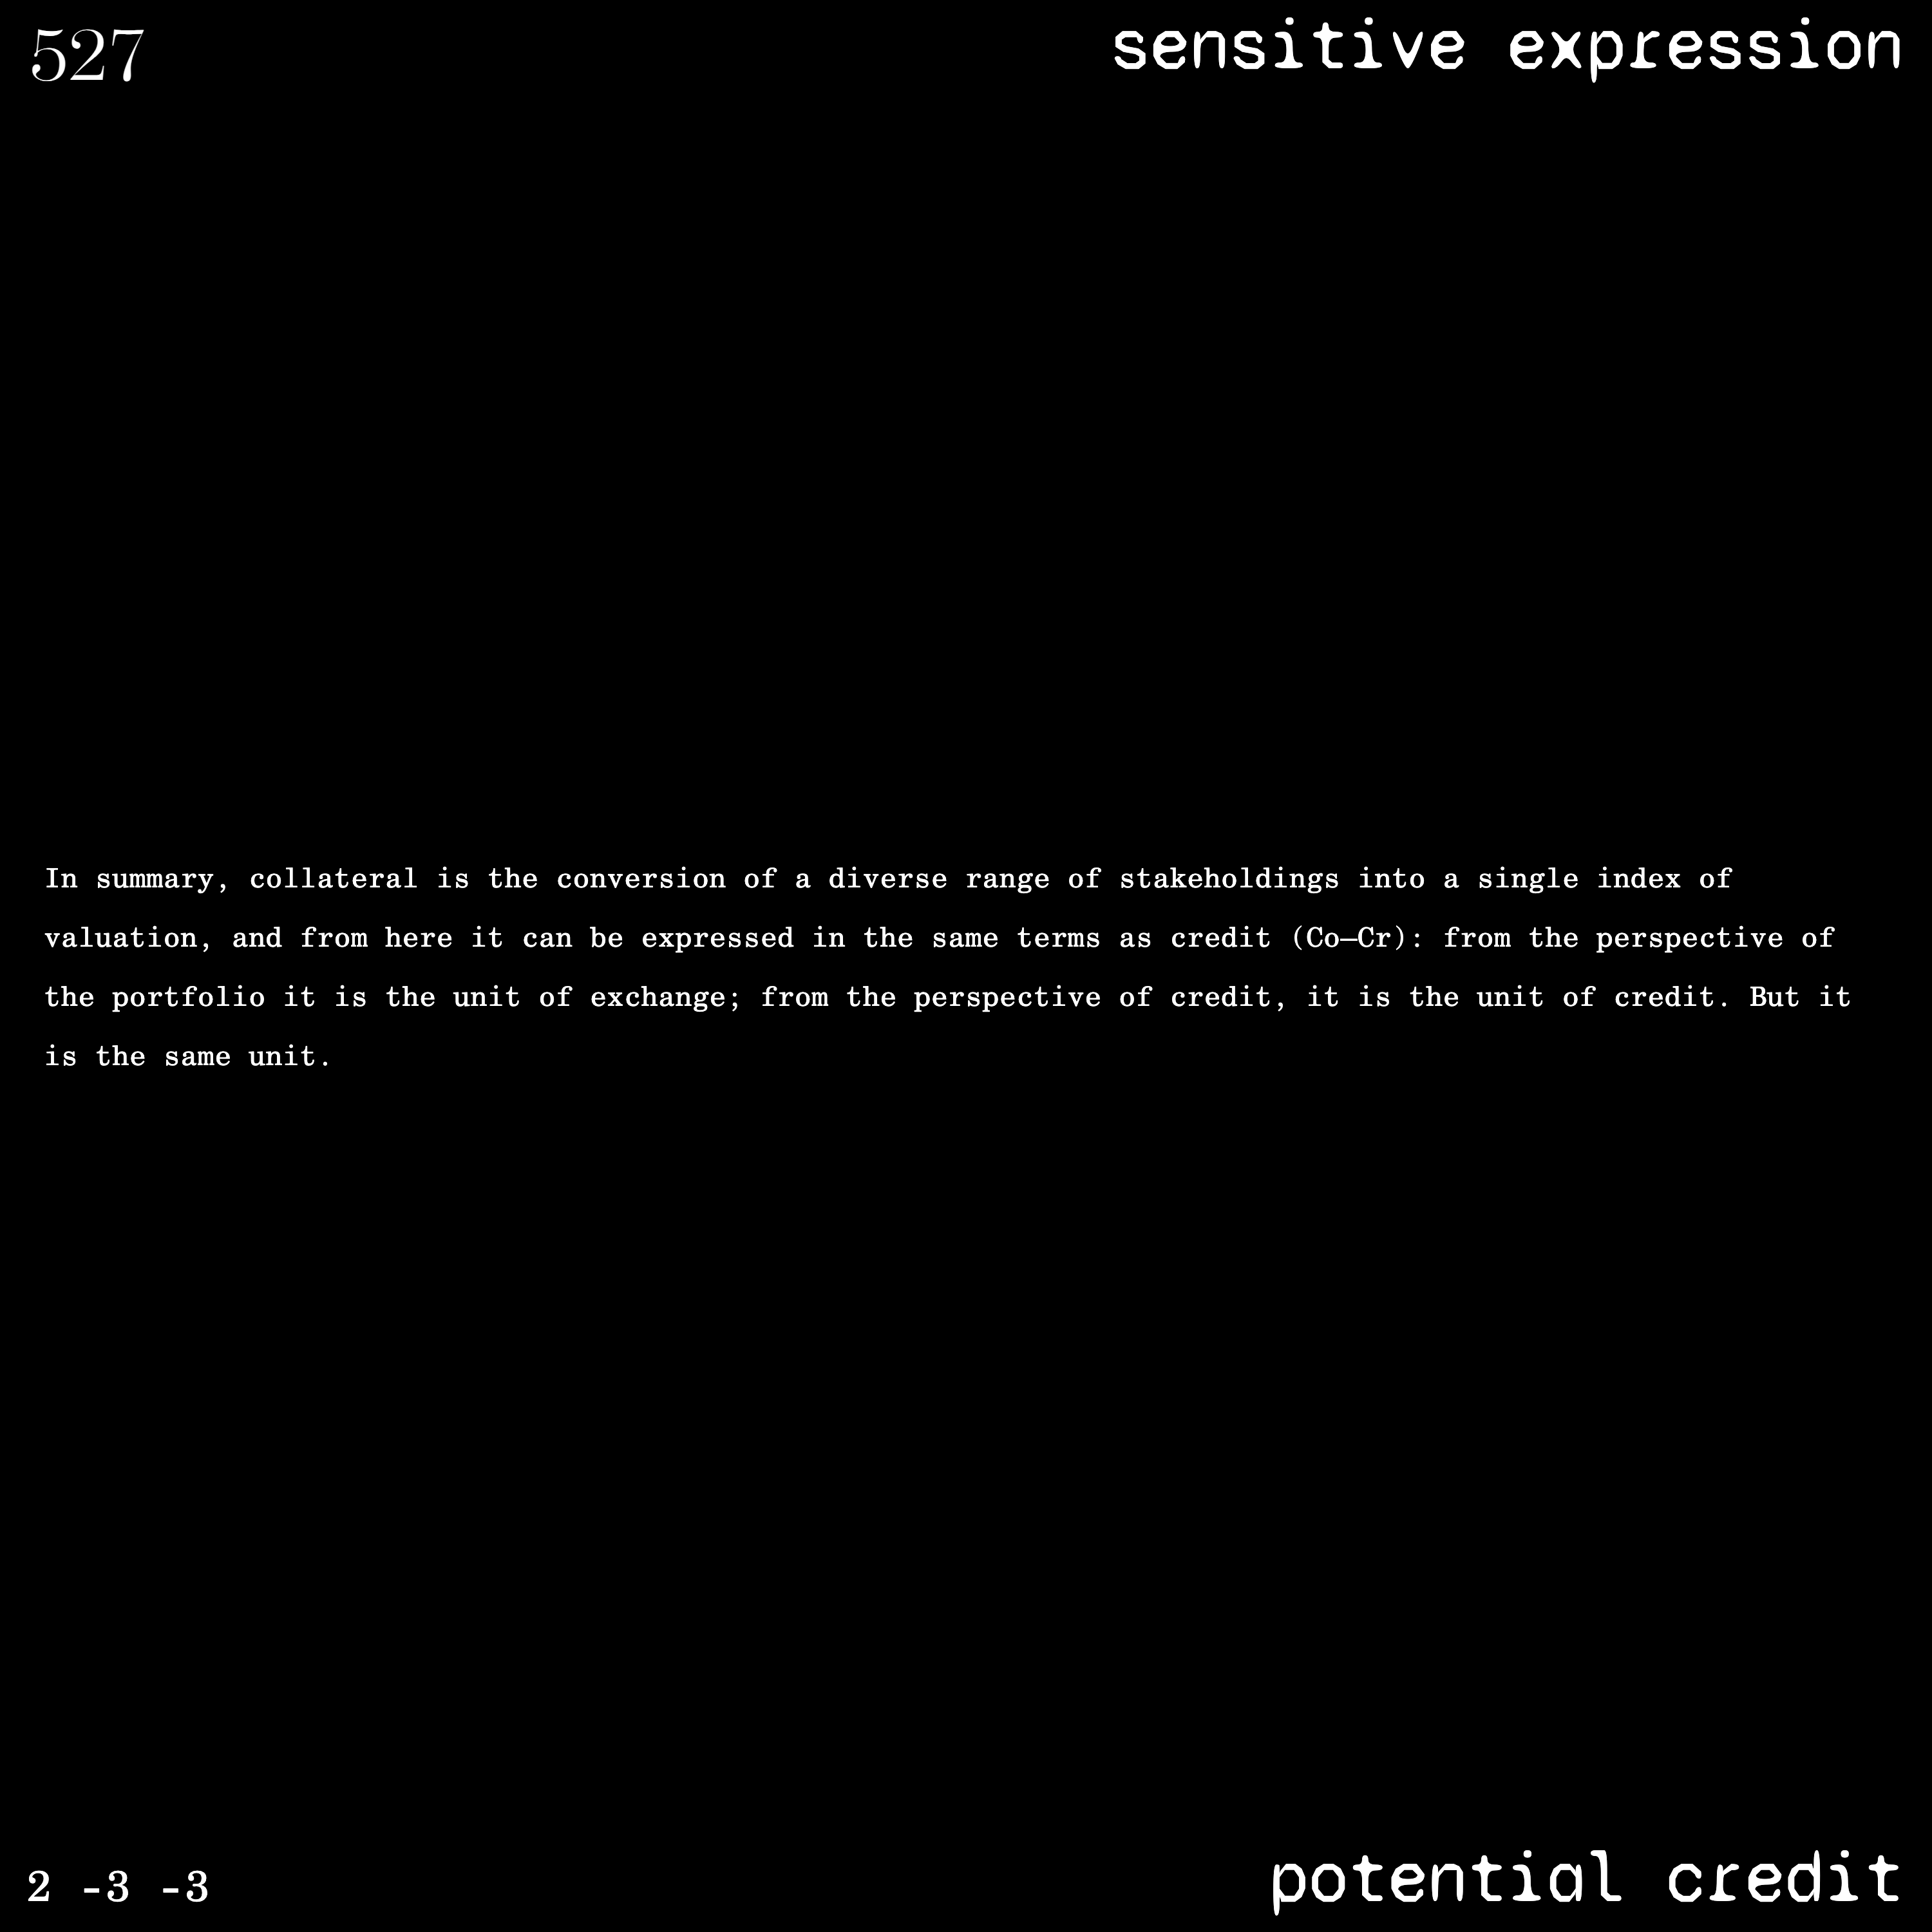 527
sensitive expression
In summary, collateral is the conversion of a diverse range of stakeholdings into a single index of
valuation, and from here it can be expressed in the same terms as credit (Co—Cr): from the perspective of
the portfolio it is the unit of exchange; from the perspective of credit, it is the unit of credit. But it
is the same unit.
2 -3 -3
potential credit